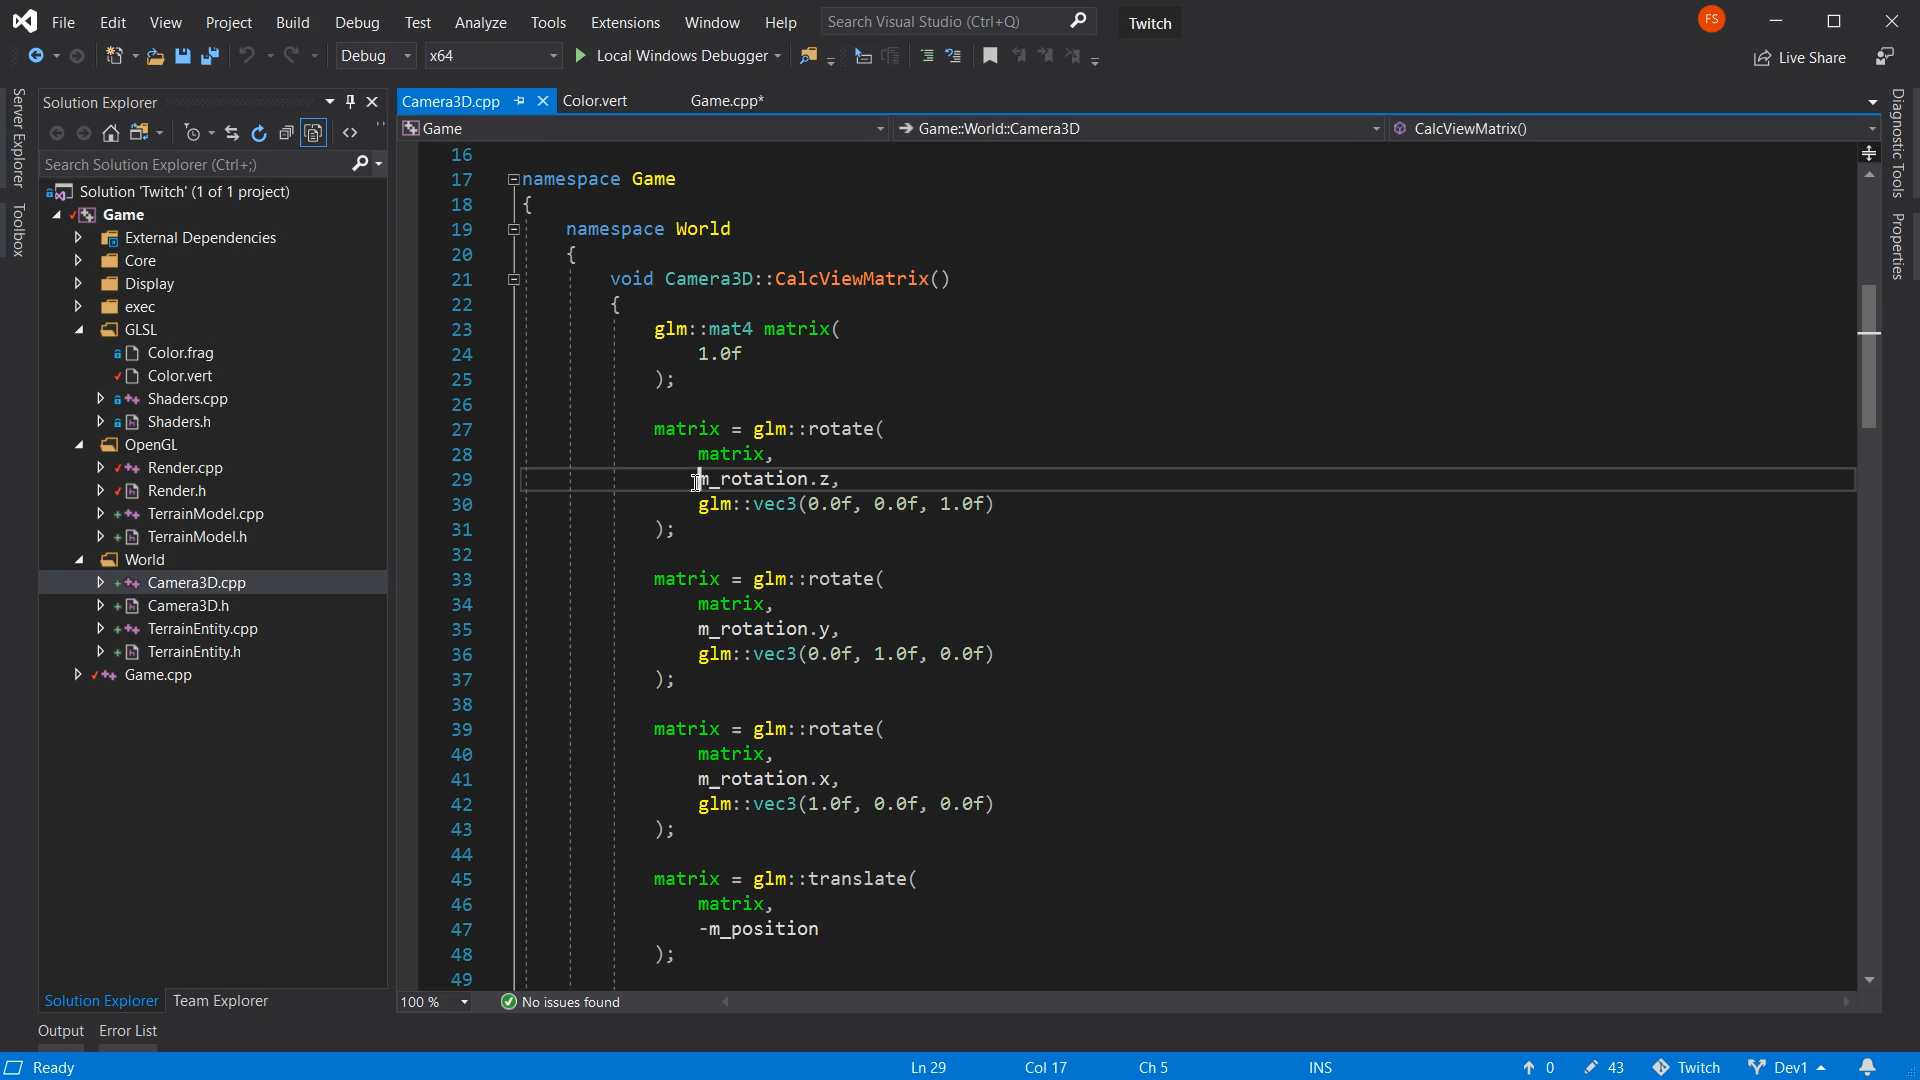 File Edit View Project Build Debug Test Analyze Tools Extensions Window Help Search Visual Studio (Ctrl+Q) Twitch FS
Debug x64 Local Windows Debugger Live Share
Server Explorer
Toolbox
Solution Explorer
Search Solution Explorer (Ctrl+;)
Solution 'Twitch' (1 of 1 project)
Game
External Dependencies
Core
Display
exec
GLSL
Color.frag
Color.vert
Shaders.cpp
Shaders.h
OpenGL
Render.cpp
Render.h
TerrainModel.cpp
TerrainModel.h
World
Camera3D.cpp
Camera3D.h
TerrainEntity.cpp
TerrainEntity.h
Game.cpp
Solution Explorer Team Explorer
Camera3D.cpp Color.vert Game.cpp*
Game Game::World::Camera3D CalcViewMatrix()
16
17 namespace Game
18 {
19 namespace World
20 {
21 void Camera3D::CalcViewMatrix()
22 {
23 glm::mat4 matrix(
24 1.0f
25 );
26
27 matrix = glm::rotate(
28 matrix,
29 m_rotation.z,
30 glm::vec3(0.0f, 0.0f, 1.0f)
31 );
32
33 matrix = glm::rotate(
34 matrix,
35 m_rotation.y,
36 glm::vec3(0.0f, 1.0f, 0.0f)
37 );
38
39 matrix = glm::rotate(
40 matrix,
41 m_rotation.x,
42 glm::vec3(1.0f, 0.0f, 0.0f)
43 );
44
45 matrix = glm::translate(
46 matrix,
47 -m_position
48 );
49
100 % No issues found
Diagnostic Tools
Properties
Output Error List
Ready Ln 29 Col 17 Ch 5 INS 0 43 Twitch Dev1